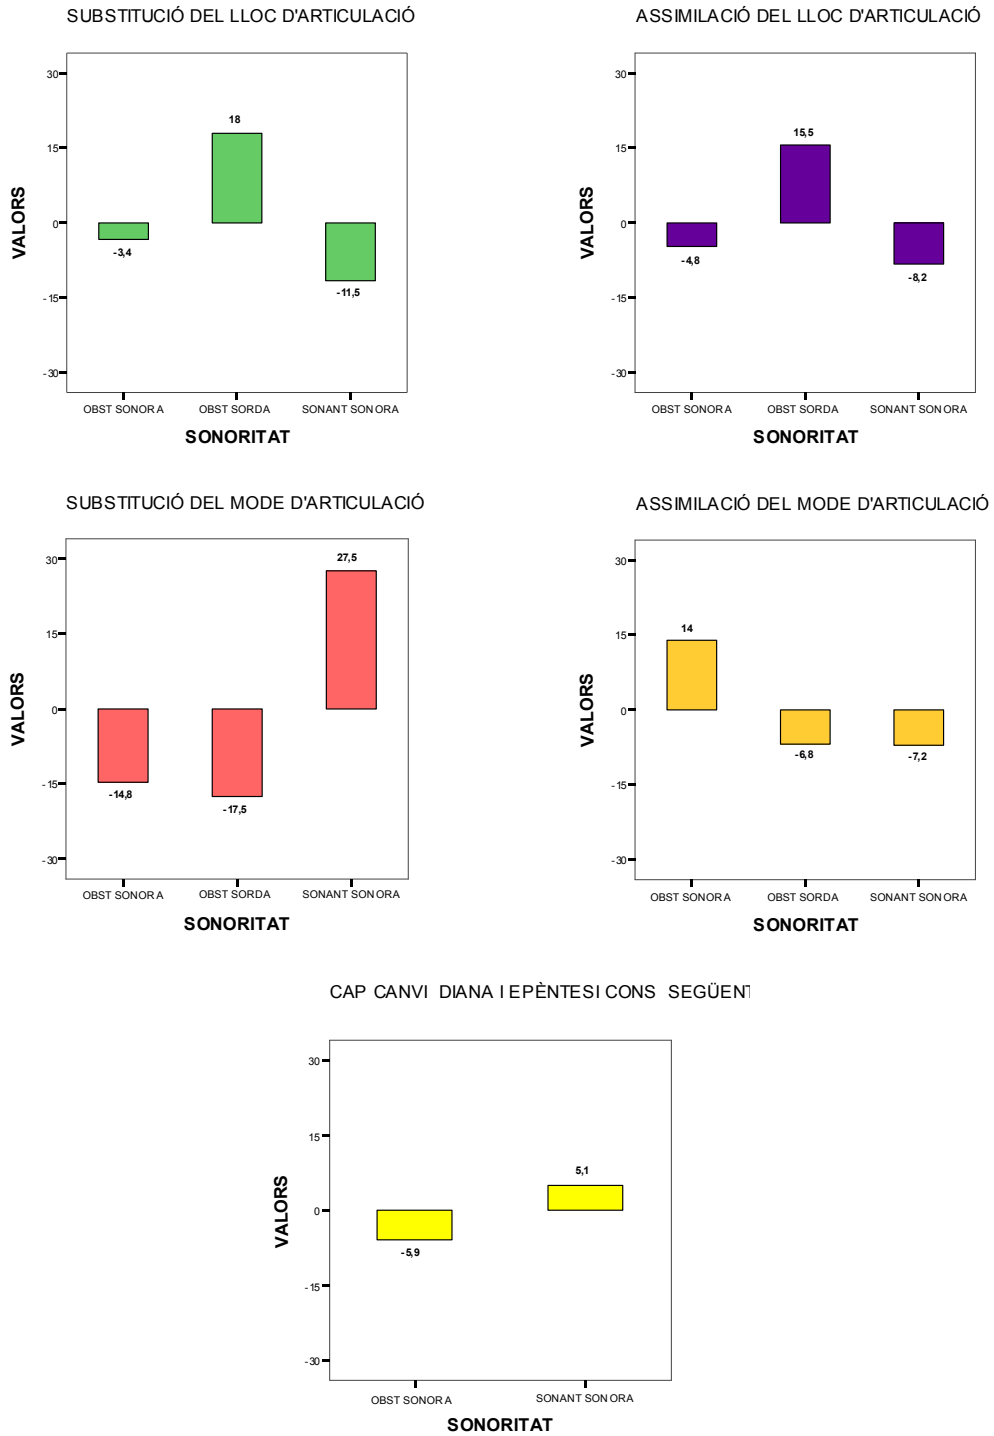 SUBSTITUCIÓ DEL LLOC D'ARTICULACIÓ
30
15
0
-15
-30
VALORS
-3,4
18
-11,5
OBST SONORA OBST SORDA SONANT SONORA
SONORITAT
ASSIMILACIÓ DEL LLOC D'ARTICULACIÓ
30
15
0
-15
-30
VALORS
-4,8
15,5
-8,2
OBST SONORA OBST SORDA SONANT SONORA
SONORITAT
SUBSTITUCIÓ DEL MODE D'ARTICULACIÓ
30
15
0
-15
-30
VALORS
-14,8
-17,5
27,5
OBST SONORA OBST SORDA SONANT SONORA
SONORITAT
ASSIMILACIÓ DEL MODE D'ARTICULACIÓ
30
15
0
-15
-30
VALORS
14
-6,8
-7,2
OBST SONORA OBST SORDA SONANT SONORA
SONORITAT
CAP CANVI DIANA I EPÈNTESI CONS SEGÜENT
30
15
0
-15
-30
VALORS
-5,9
5,1
OBST SONORA SONANT SONORA
SONORITAT